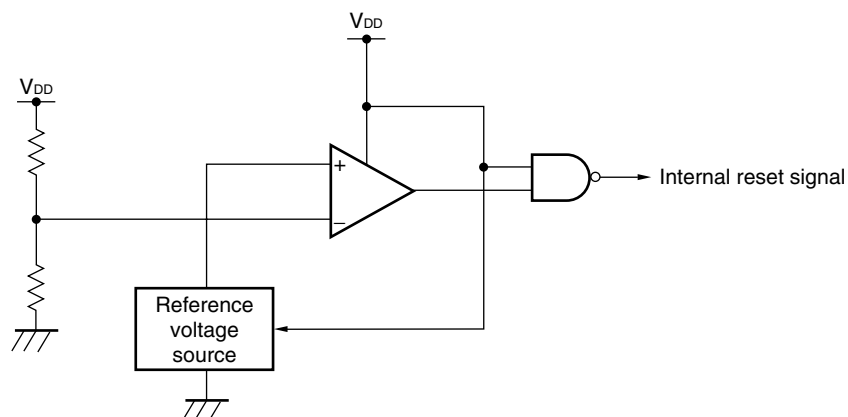 VDD
VDD
+
−
Internal reset signal
Reference
voltage
source